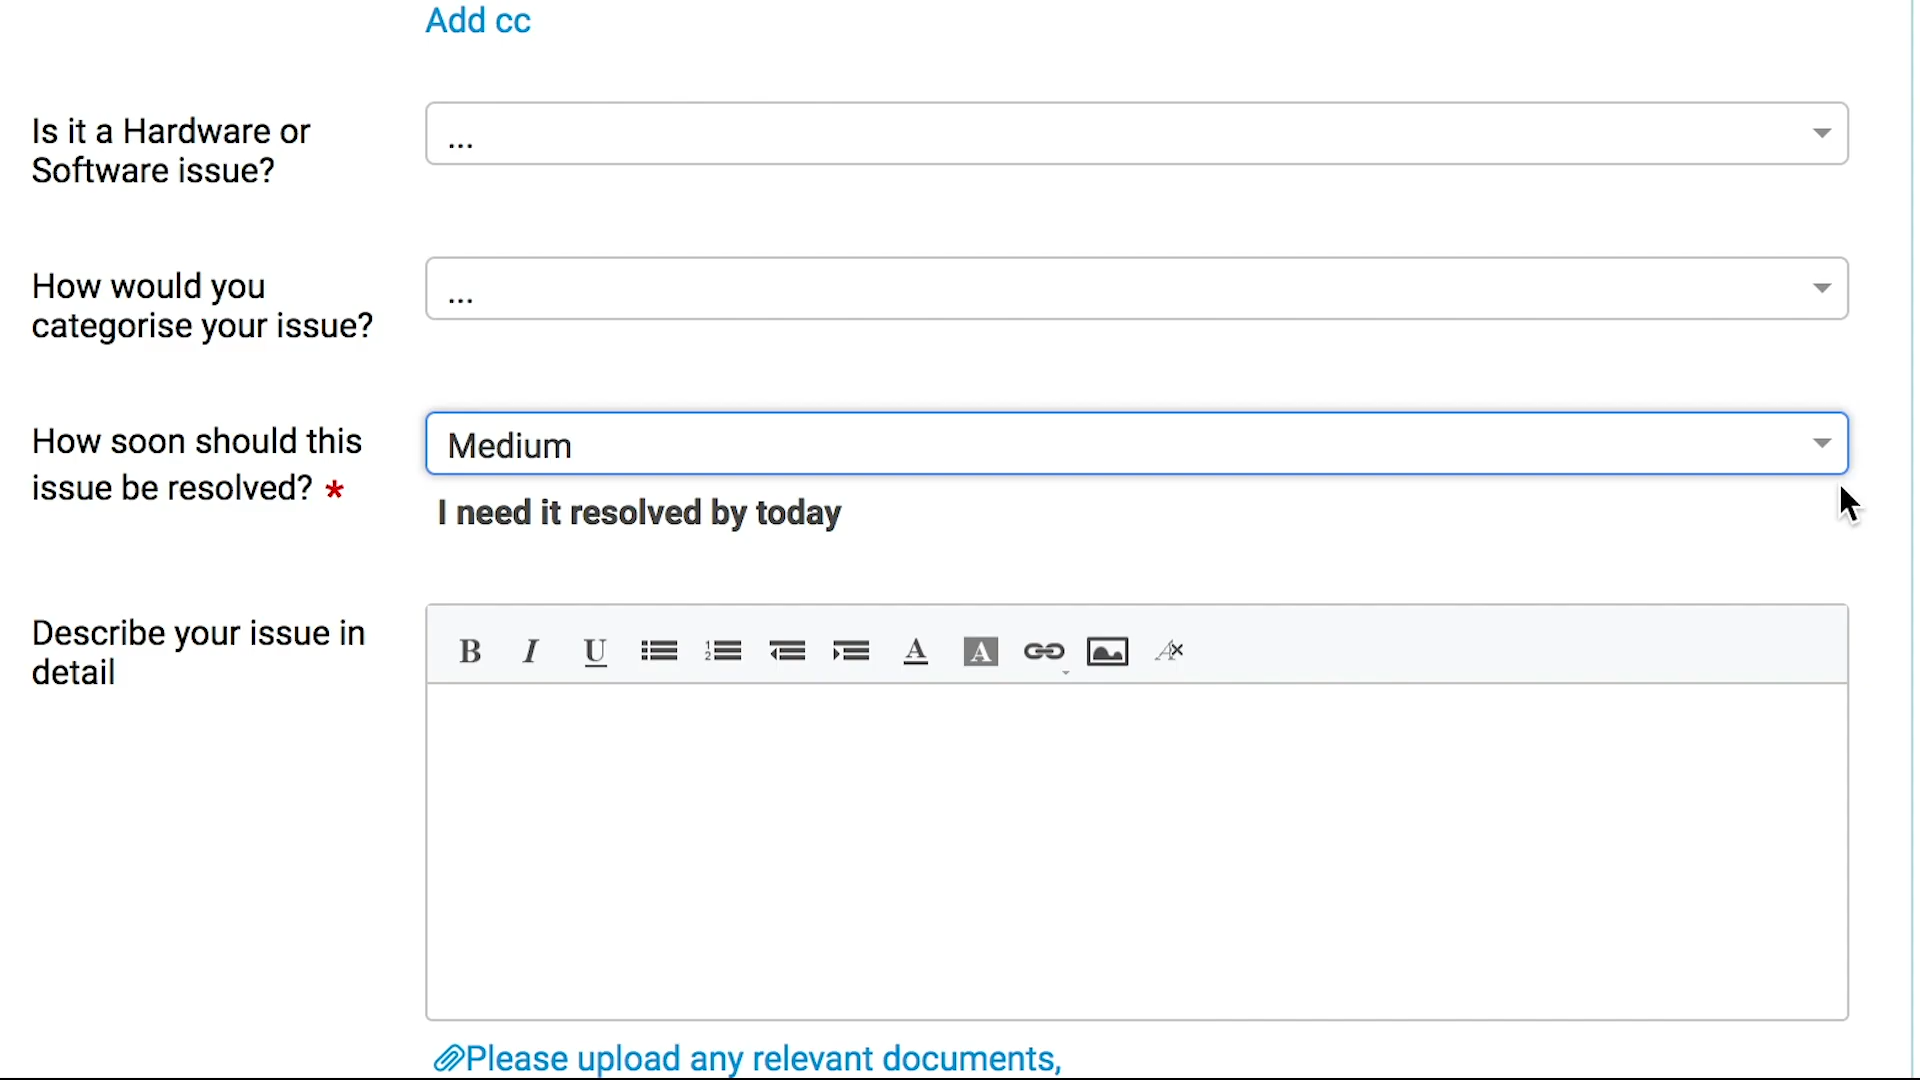 Add cc
Is it a Hardware or
Software issue?
...
How would you
categorise your issue?
...
How soon should this
issue be resolved? *
Medium
I need it resolved by today
Describe your issue in
detail
B I U A A
Please upload any relevant documents,